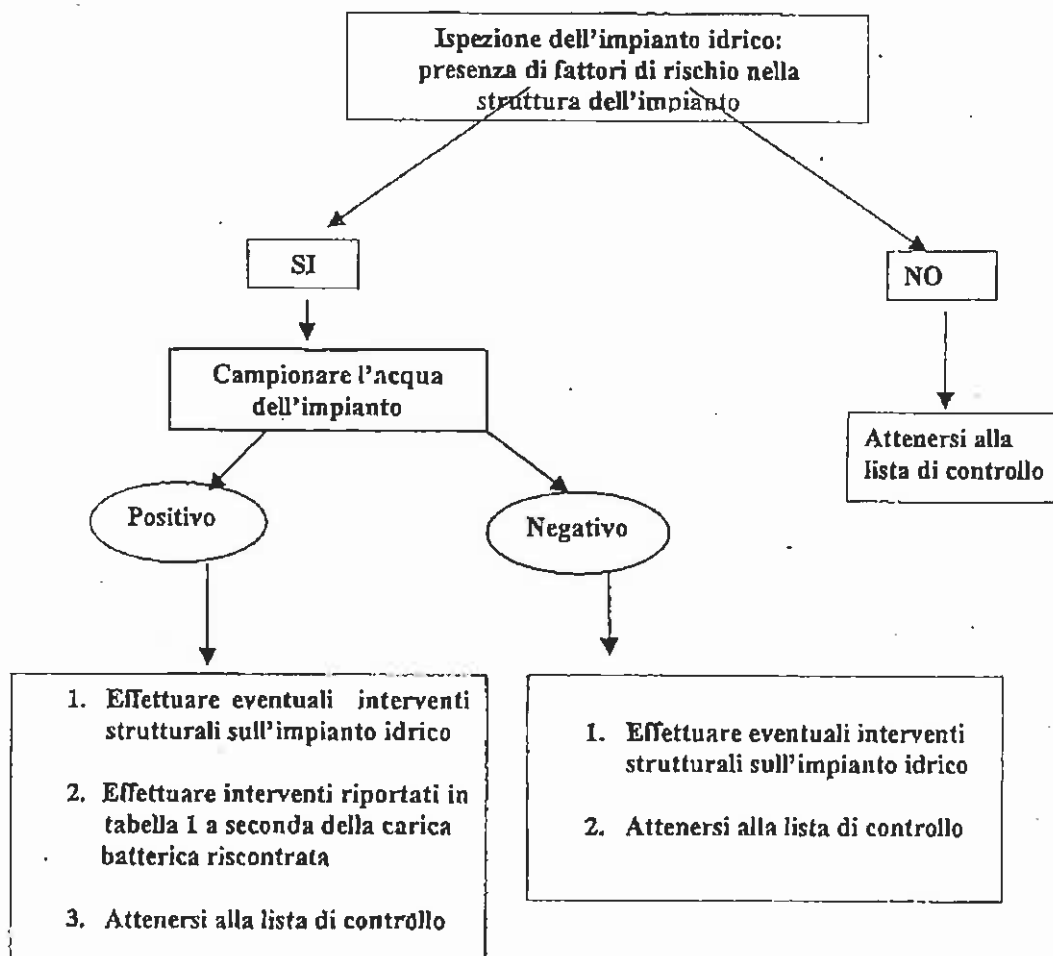 Ispezione dell'impianto idrico:
presenza di fattori di rischio nella
struttura dell'impianto
SI
NO
Campionare l'acqua
dell'impianto
Attenersi alla
lista di controllo
Positivo
Negativo
1. Effettuare eventuali interventi
strutturali sull'impianto idrico
2. Effettuare interventi riportati in
tabella 1 a seconda della carica
batterica riscontrata
3. Attenersi alla lista di controllo
1. Effettuare eventuali interventi
strutturali sull'impianto idrico
2. Attenersi alla lista di controllo